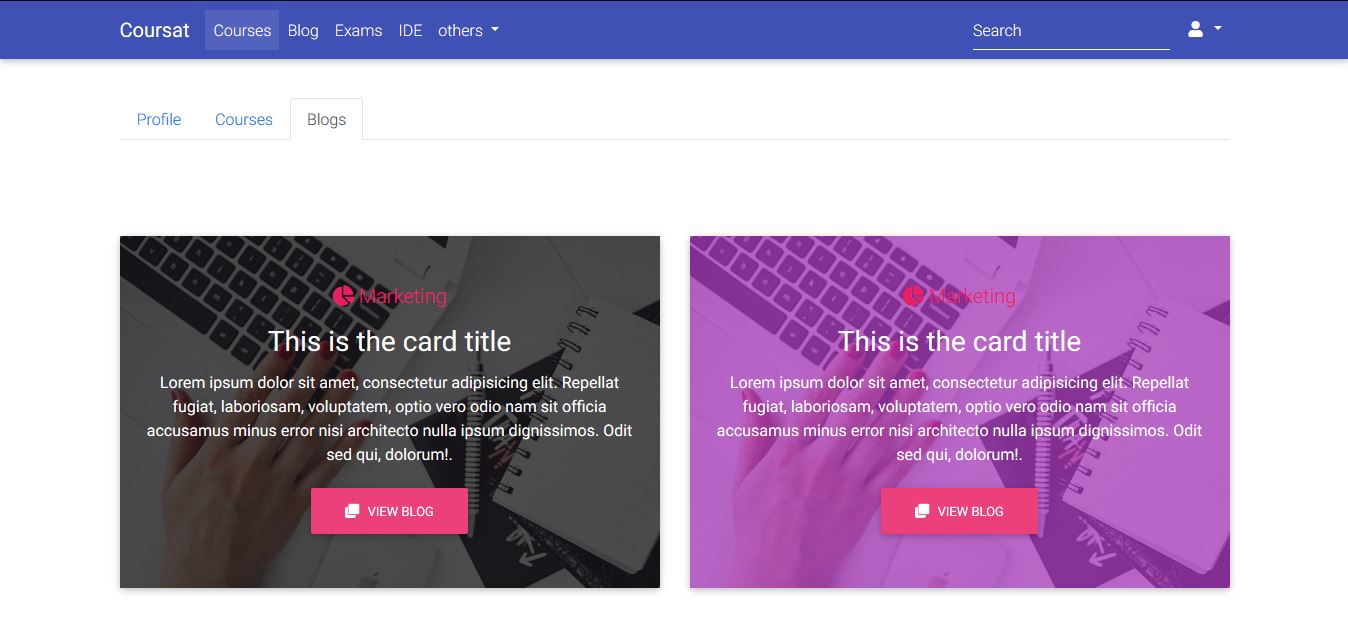 Coursat Courses Blog Exams IDE others Search
Profile Courses Blogs
Marketing
This is the card title
Lorem ipsum dolor sit amet, consectetur adipisicing elit. Repellat
fugiat, laboriosam, voluptatem, optio vero odio nam sit officia
accusamus minus error nisi architecto nulla ipsum dignissimos. Odit
sed qui, dolorum!.
VIEW BLOG
Marketing
This is the card title
Lorem ipsum dolor sit amet, consectetur adipisicing elit. Repellat
fugiat, laboriosam, voluptatem, optio vero odio nam sit officia
accusamus minus error nisi architecto nulla ipsum dignissimos. Odit
sed qui, dolorum!.
VIEW BLOG